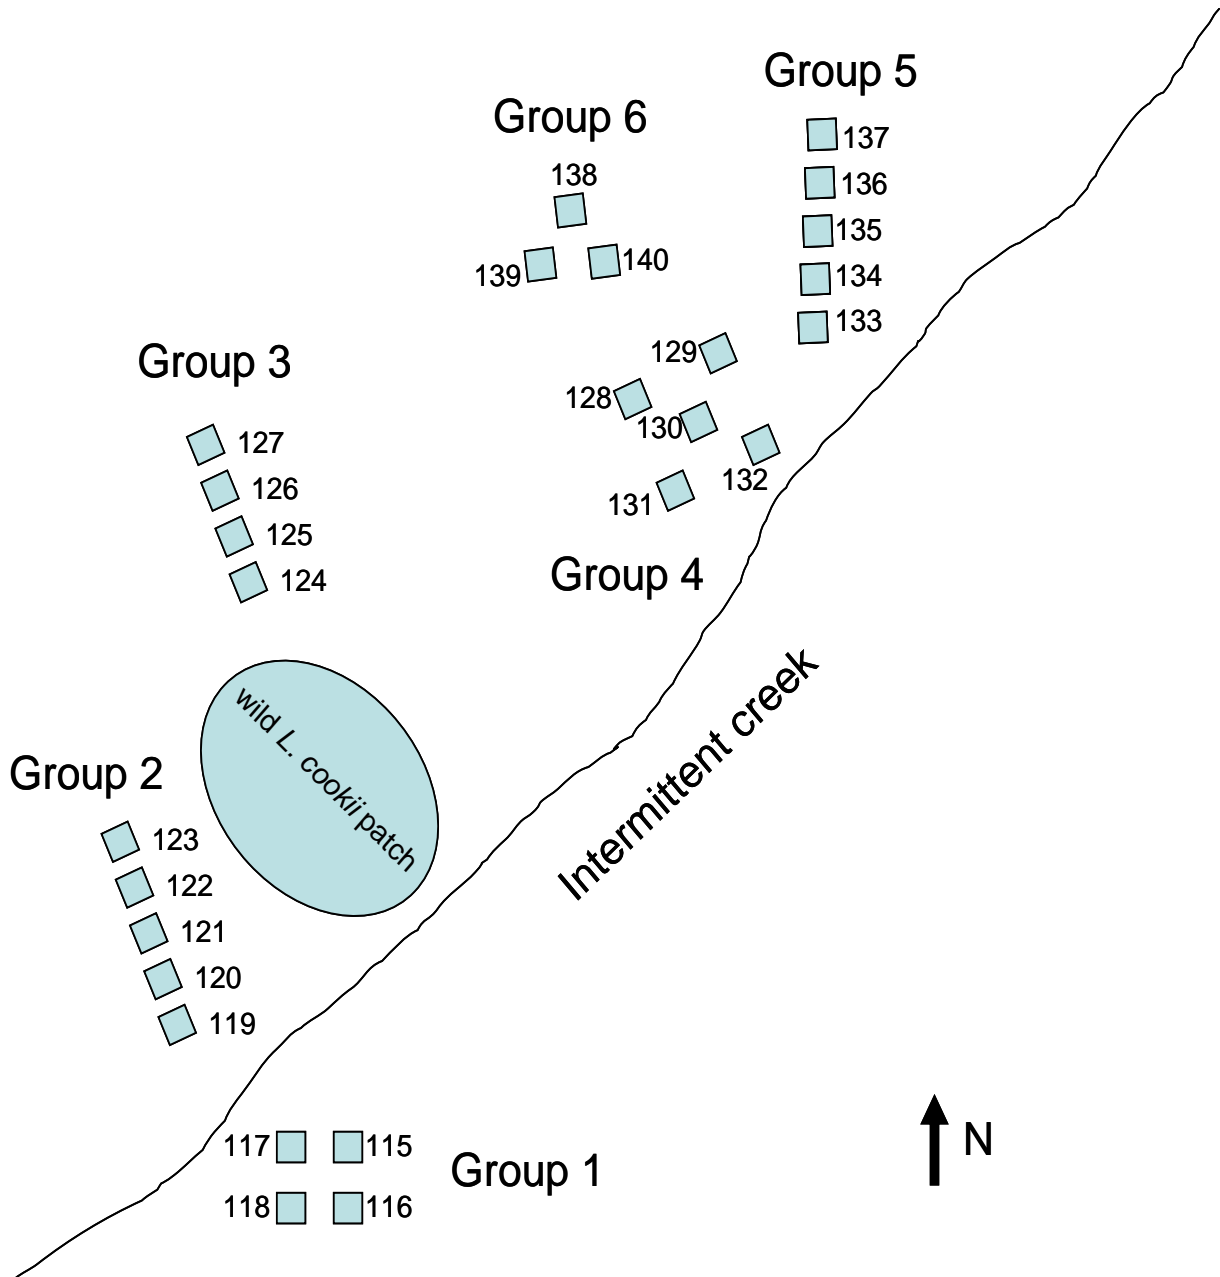 Group 5
137
136
135
134
133
Group 6
138
139
140
129
128
130
132
131
Group 4
Group 3
127
126
125
124
wild L. cookii patch
Group 2
123
122
121
120
119
Intermittent creek
117
115
118
116
Group 1
N